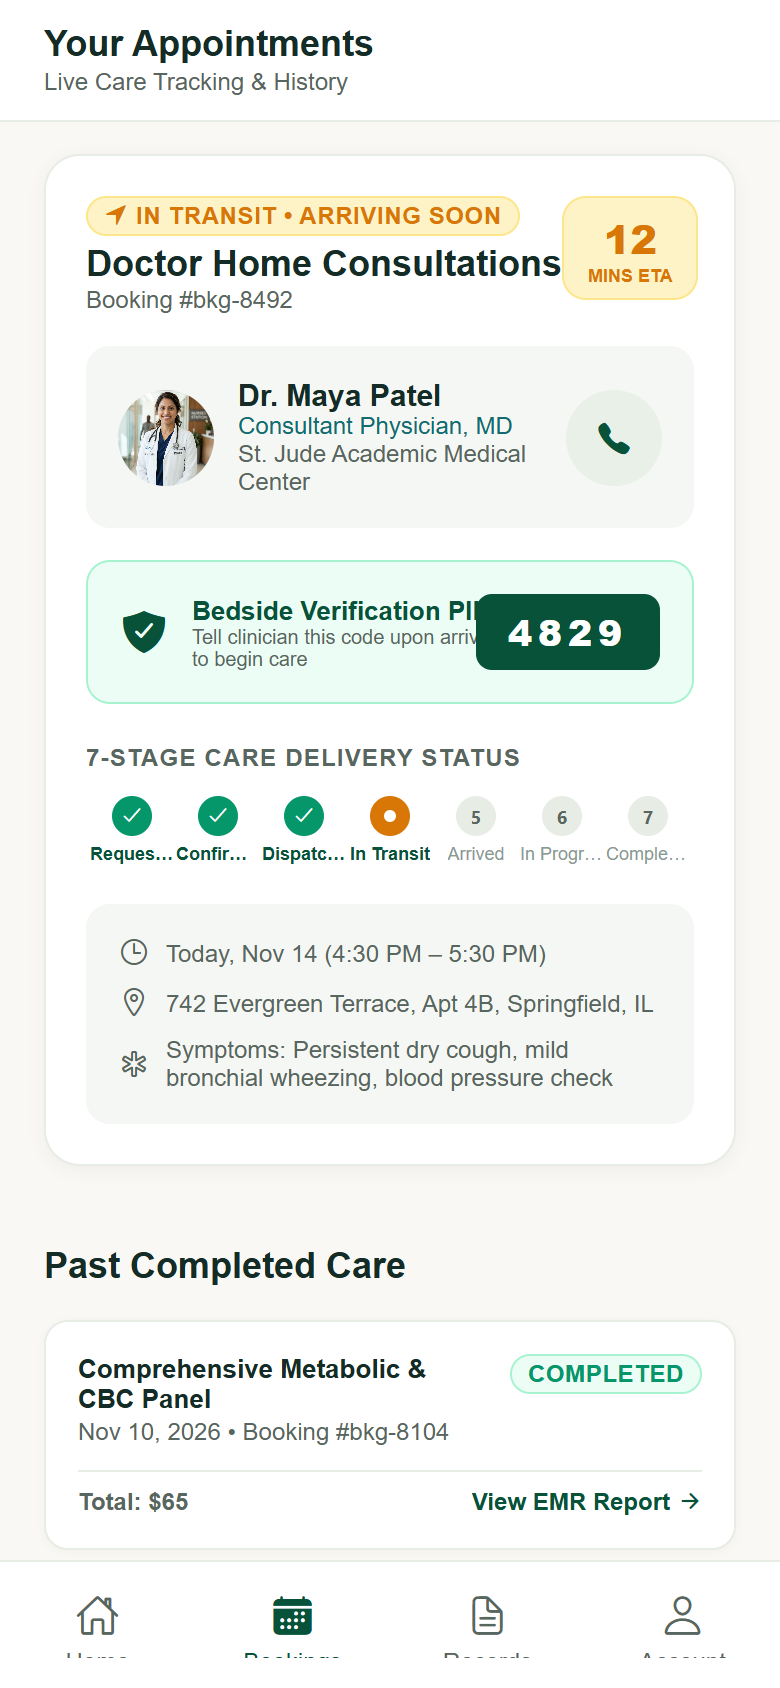 Your Appointments
Live Care Tracking & History
IN TRANSIT • ARRIVING SOON
Doctor Home Consultations
Booking #bkg-8492
12
MINS ETA
Dr. Maya Patel
Consultant Physician, MD
St. Jude Academic Medical
Center
Bedside Verification
Tell clinician this code upon
to begin care
4829
7-STAGE CARE DELIVERY STATUS
5
6
7
Reques… Confir… Dispatc… In Transit Arrived In Progr… Comple…
Today, Nov 14 (4:30 PM – 5:30 PM)
742 Evergreen Terrace, Apt 4B, Springfield, IL
Symptoms: Persistent dry cough, mild
bronchial wheezing, blood pressure check
Past Completed Care
Comprehensive Metabolic &
CBC Panel
COMPLETED
Nov 10, 2026 • Booking #bkg-8104
Total: $65
View EMR Report →
Home Bookings Records Account